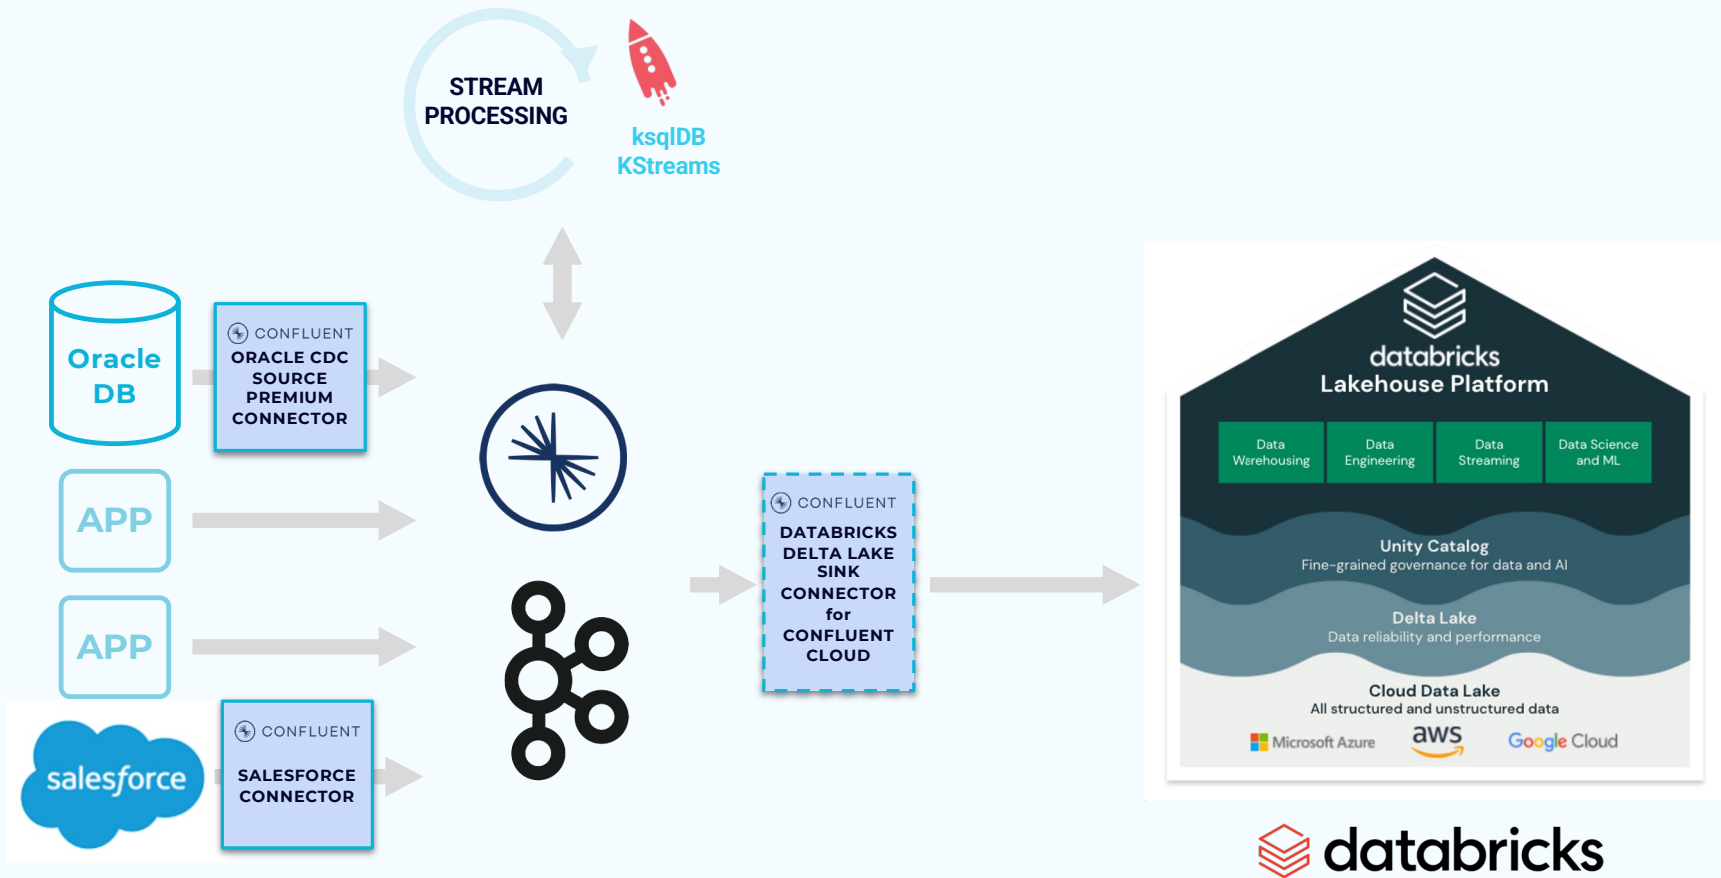 STREAM
PROCESSING
ksqlDB
KStreams
Oracle
DB
CONFLUENT
ORACLE CDC
SOURCE
PREMIUM
CONNECTOR
APP
APP
salesforce
CONFLUENT
SALESFORCE
CONNECTOR
CONFLUENT
DATABRICKS
DELTA LAKE
SINK
CONNECTOR
for
CONFLUENT
CLOUD
databricks
Lakehouse Platform
Data
Warehousing
Data
Engineering
Data
Streaming
Data Science
and ML
Unity Catalog
Fine-grained governance for data and AI
Delta Lake
Data reliability and performance
Cloud Data Lake
All structured and unstructured data
Microsoft Azure
aws
Google Cloud
databricks